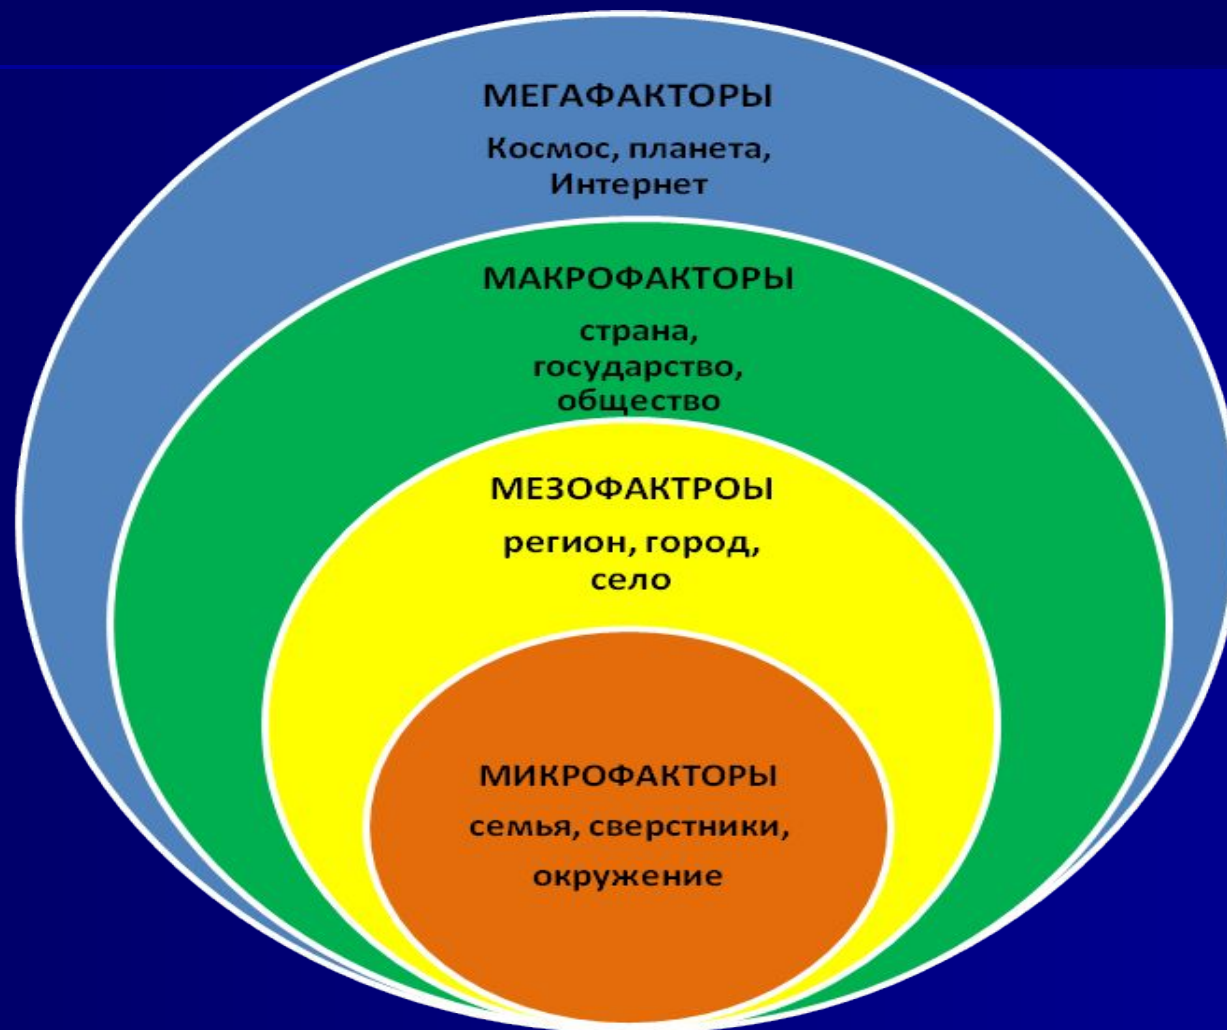 МЕГАФАКТОРЫ
Космос, планета,
Интернет
МАКРОФАКТОРЫ
страна,
государство,
общество
МЕЗОФАКТРОЫ
регион, город,
село
МИКРОФАКТОРЫ
семья, сверстники,
окружение